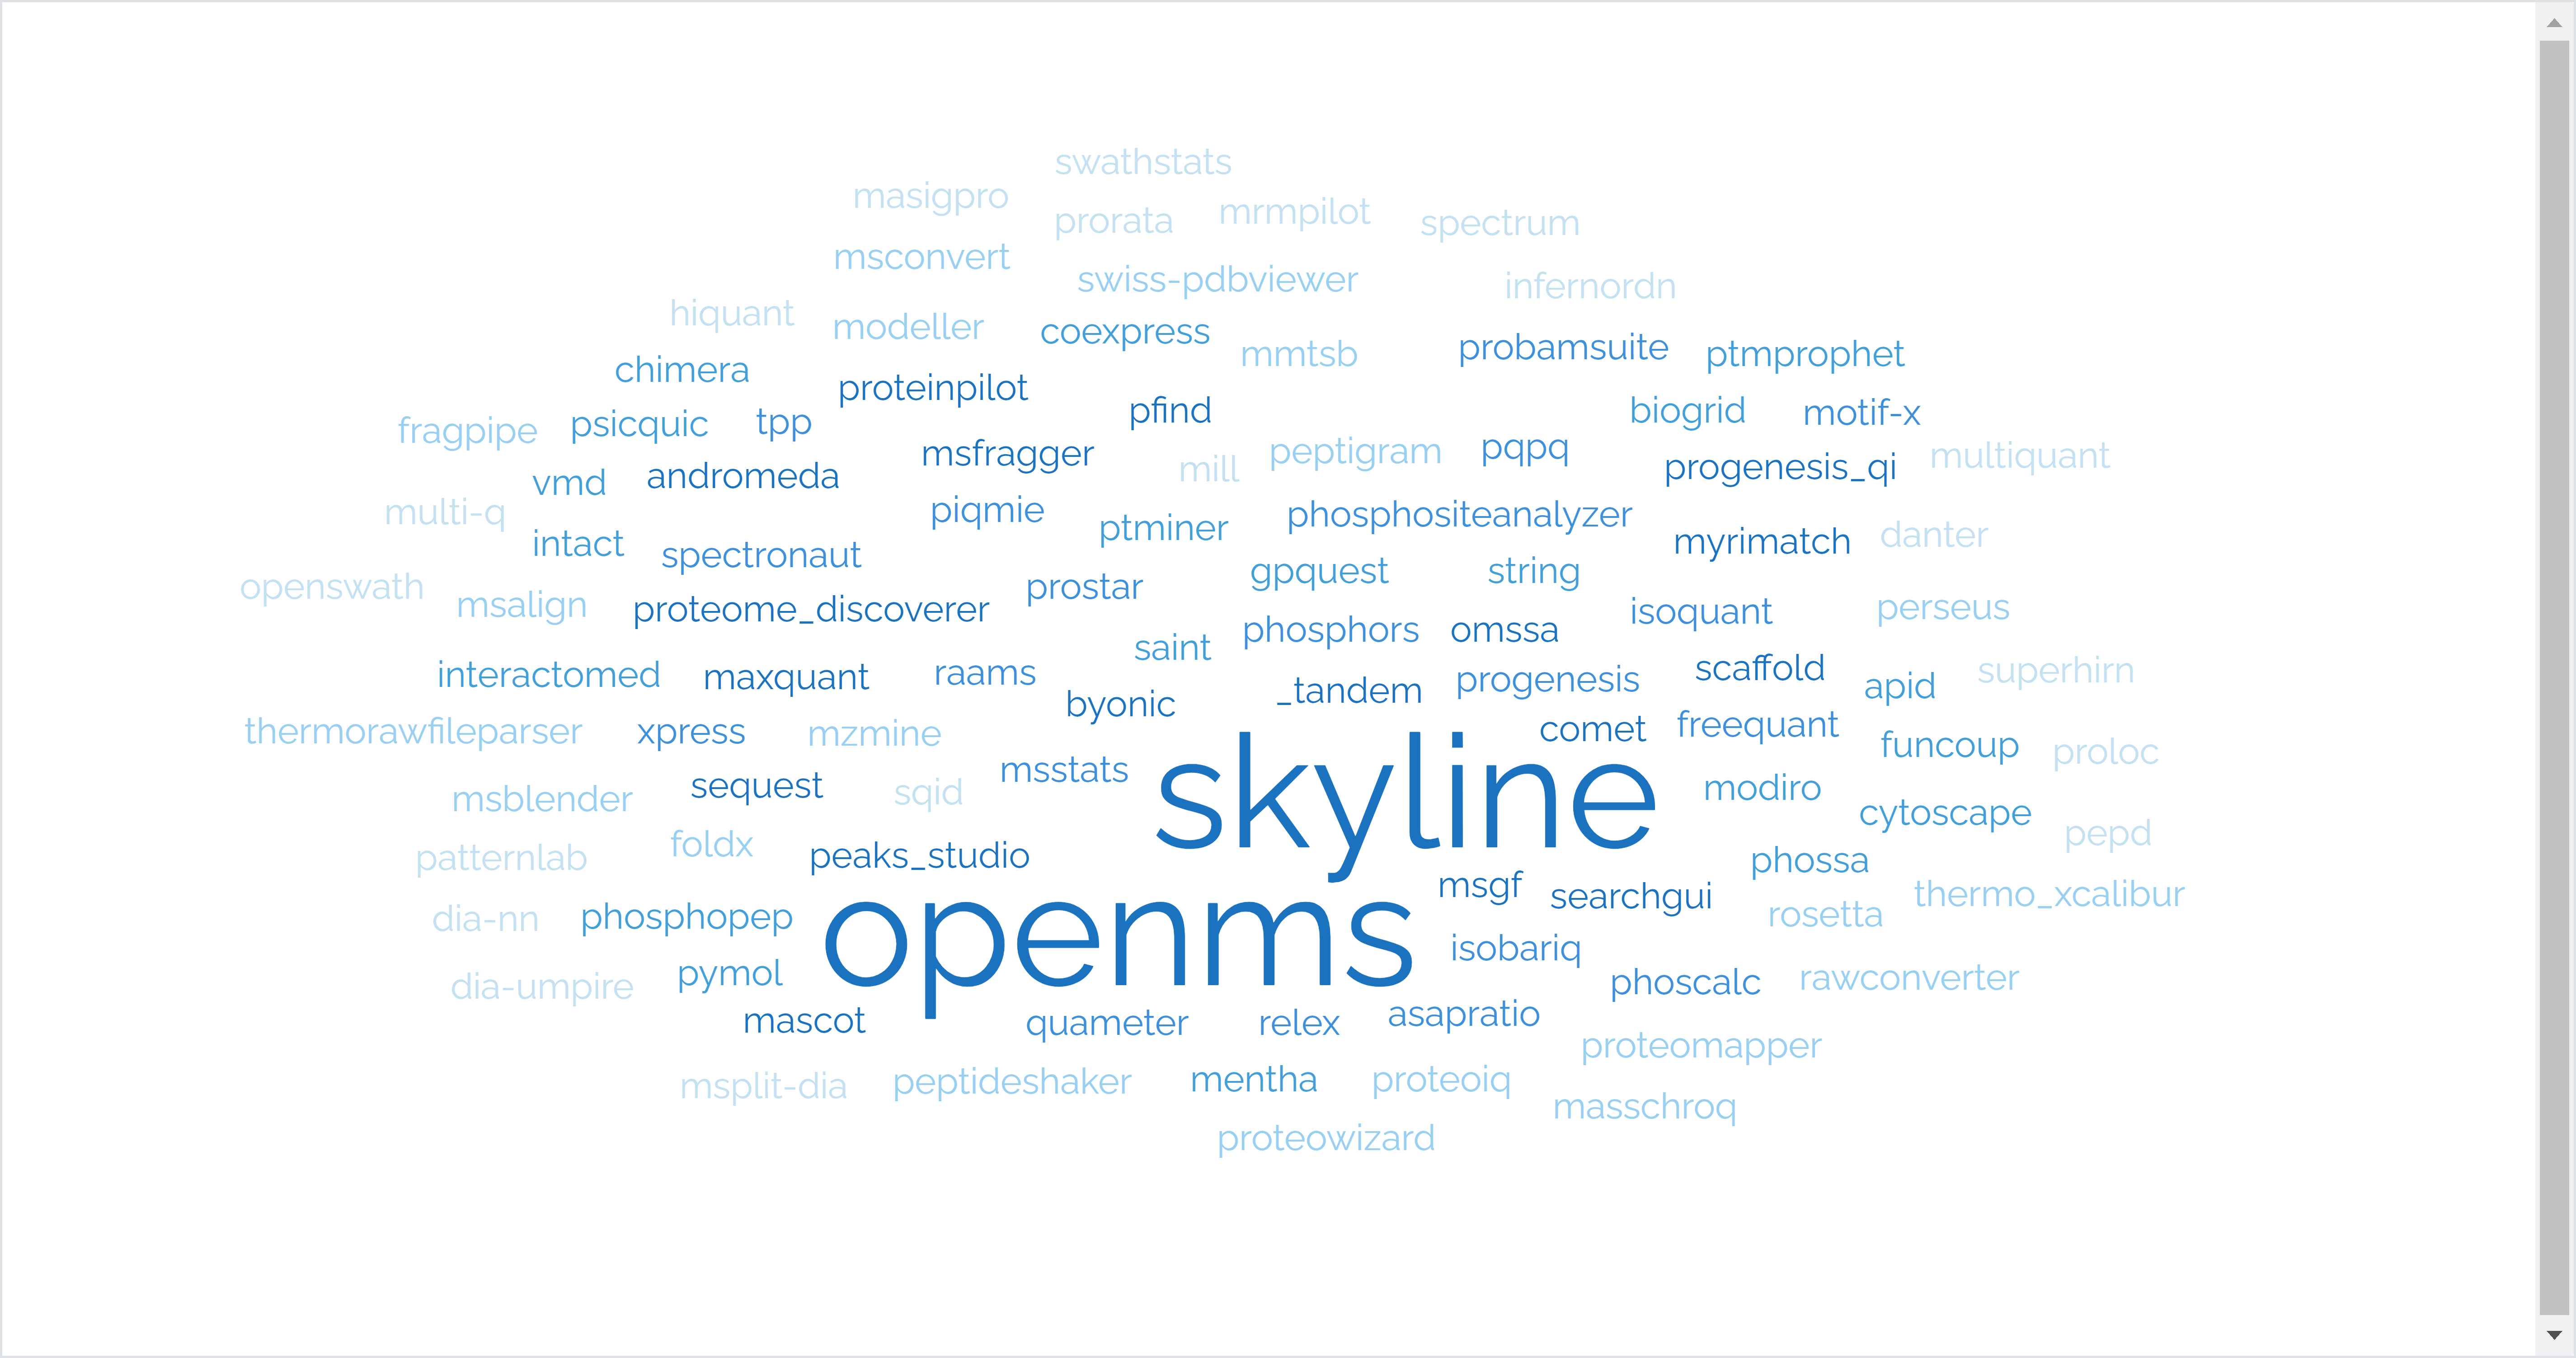 swathstats
masigpro
prorata
mrmpilot
spectrum
msconvert
swiss-pdbviewer
infernordn
hiquant
modeller
coexpress
mmtsb
probamsuite
ptmprophet
chimera
proteinpilot
pfind
biogrid
motif-x
fragpipe
psicquic
tpp
msfragger
mill
peptigram
pqpq
progenesis_qi
multiquant
vmd
andromeda
multi-q
piqmie
ptminer
phosphositeanalyzer
myrimatch
danter
intact
spectronaut
gpquest
string
openswath
msalign
proteome_discoverer
prostar
isoquant
perseus
saint
phosphors
omssa
interactomed
maxquant
raams
byonic
_tandem
progenesis
scaffold
apid
superhirn
thermorawfileparser
xpress
mzmine
comet
freequant
funcoup
proloc
msblender
sequest
sqid
msstats
skyline
modiro
cytoscape
pepd
patternlab
foldx
peaks_studio
phossa
msgf
searchgui
thermo_xcalibur
dia-nn
phosphopep
openms
rosetta
isobariq
dia-umpire
pymol
phoscalc
rawconverter
mascot
quameter
relex
asapratio
proteomapper
msplit-dia
peptideshaker
mentha
proteoiq
masschroq
proteowizard